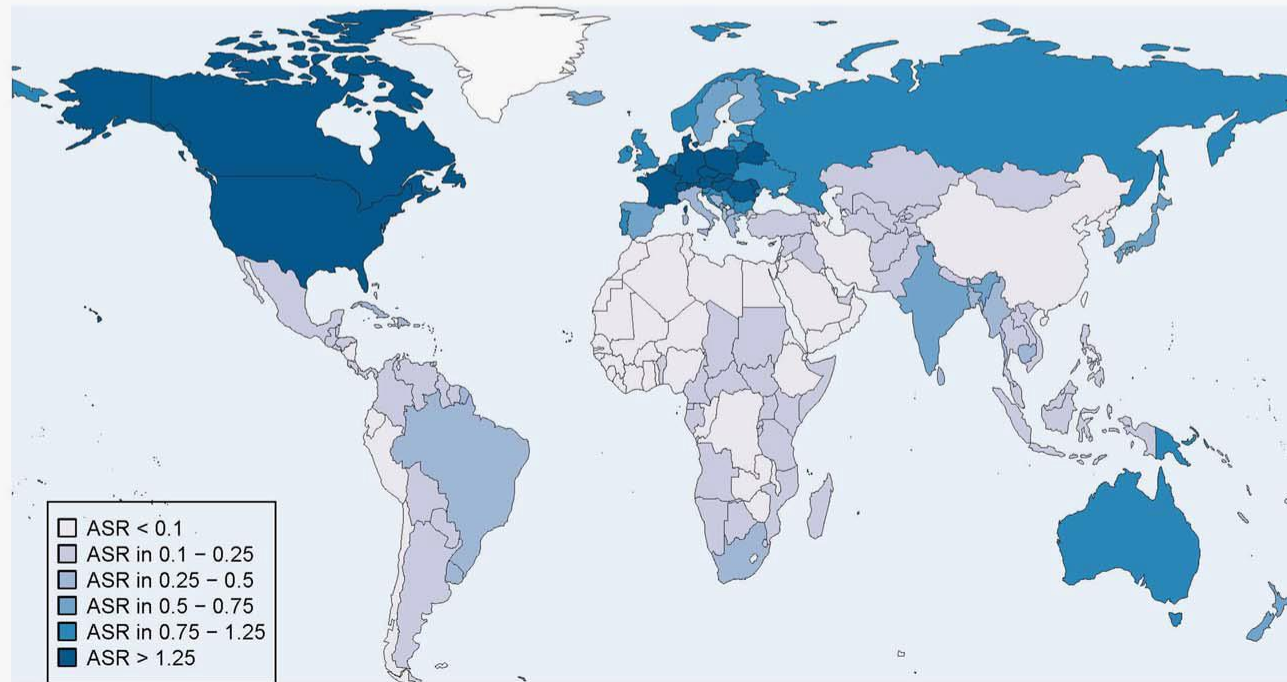 ASR < 0.1
ASR in 0.1 − 0.25
ASR in 0.25 − 0.5
ASR in 0.5 − 0.75
ASR in 0.75 − 1.25
ASR > 1.25